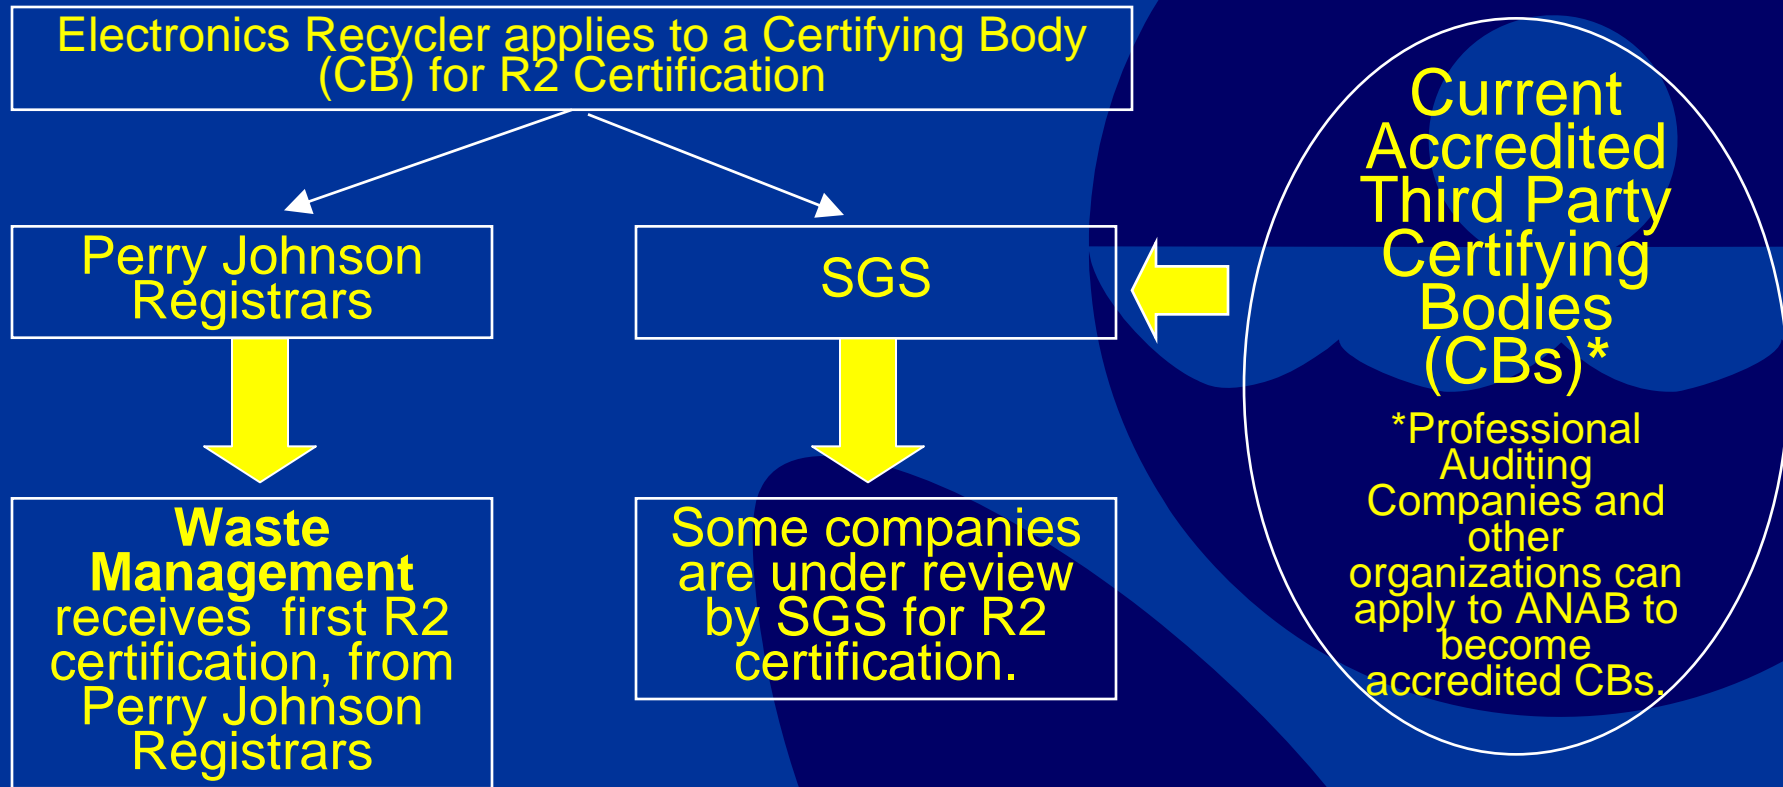 Electronics Recycler applies to a Certifying Body
(CB) for R2 Certification
Perry Johnson
Registrars
SGS
Waste
Management
receives  first R2
certification, from
Perry Johnson
Registrars
Some companies
are under review
by SGS for R2
certification.
Current
Accredited
Third Party
Certifying
Bodies
(CBs)*
*Professional
Auditing
Companies and
other
organizations can
apply to ANAB to
become
accredited CBs.